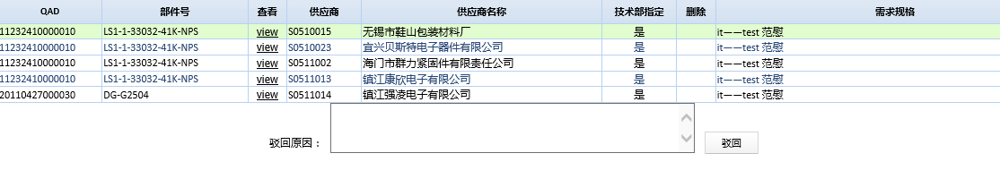 QAD 部件号 查看 供应商 供应商名称 技术部指定 删除 需求规格
11232410000010 LS1-1-33032-41K-NPS view S0510015 无锡市鞋山包装材料厂 是 it－－test 范慰
11232410000010 LS1-1-33032-41K-NPS view S0510023 宜兴贝斯特电子器件有限公司 是 it－－test 范慰
11232410000010 LS1-1-33032-41K-NPS view S0511002 海门市群力紧固件有限责任公司 是 it－－test 范慰
11232410000010 LS1-1-33032-41K-NPS view S0511013 镇江康欣电子有限公司 是 it－－test 范慰
20110427000030 DG-G2504 view S0511014 镇江强凌电子有限公司 是 it－－test 范慰
驳回原因： 驳回